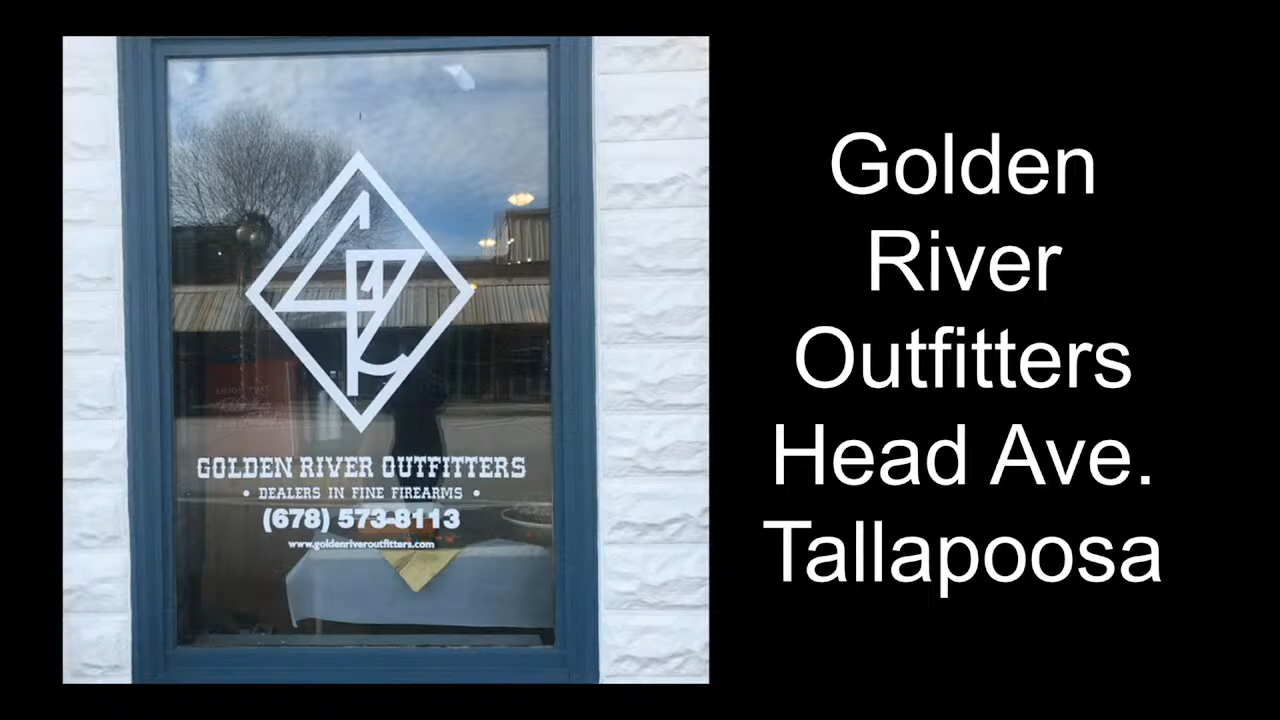 GOLDEN RIVER OUTFITTERS
• DEALERS IN FINE FIREARMS •
(678) 573-8113
www.goldenriveroutfitters.com
Golden
River
Outfitters
Head Ave.
Tallapoosa